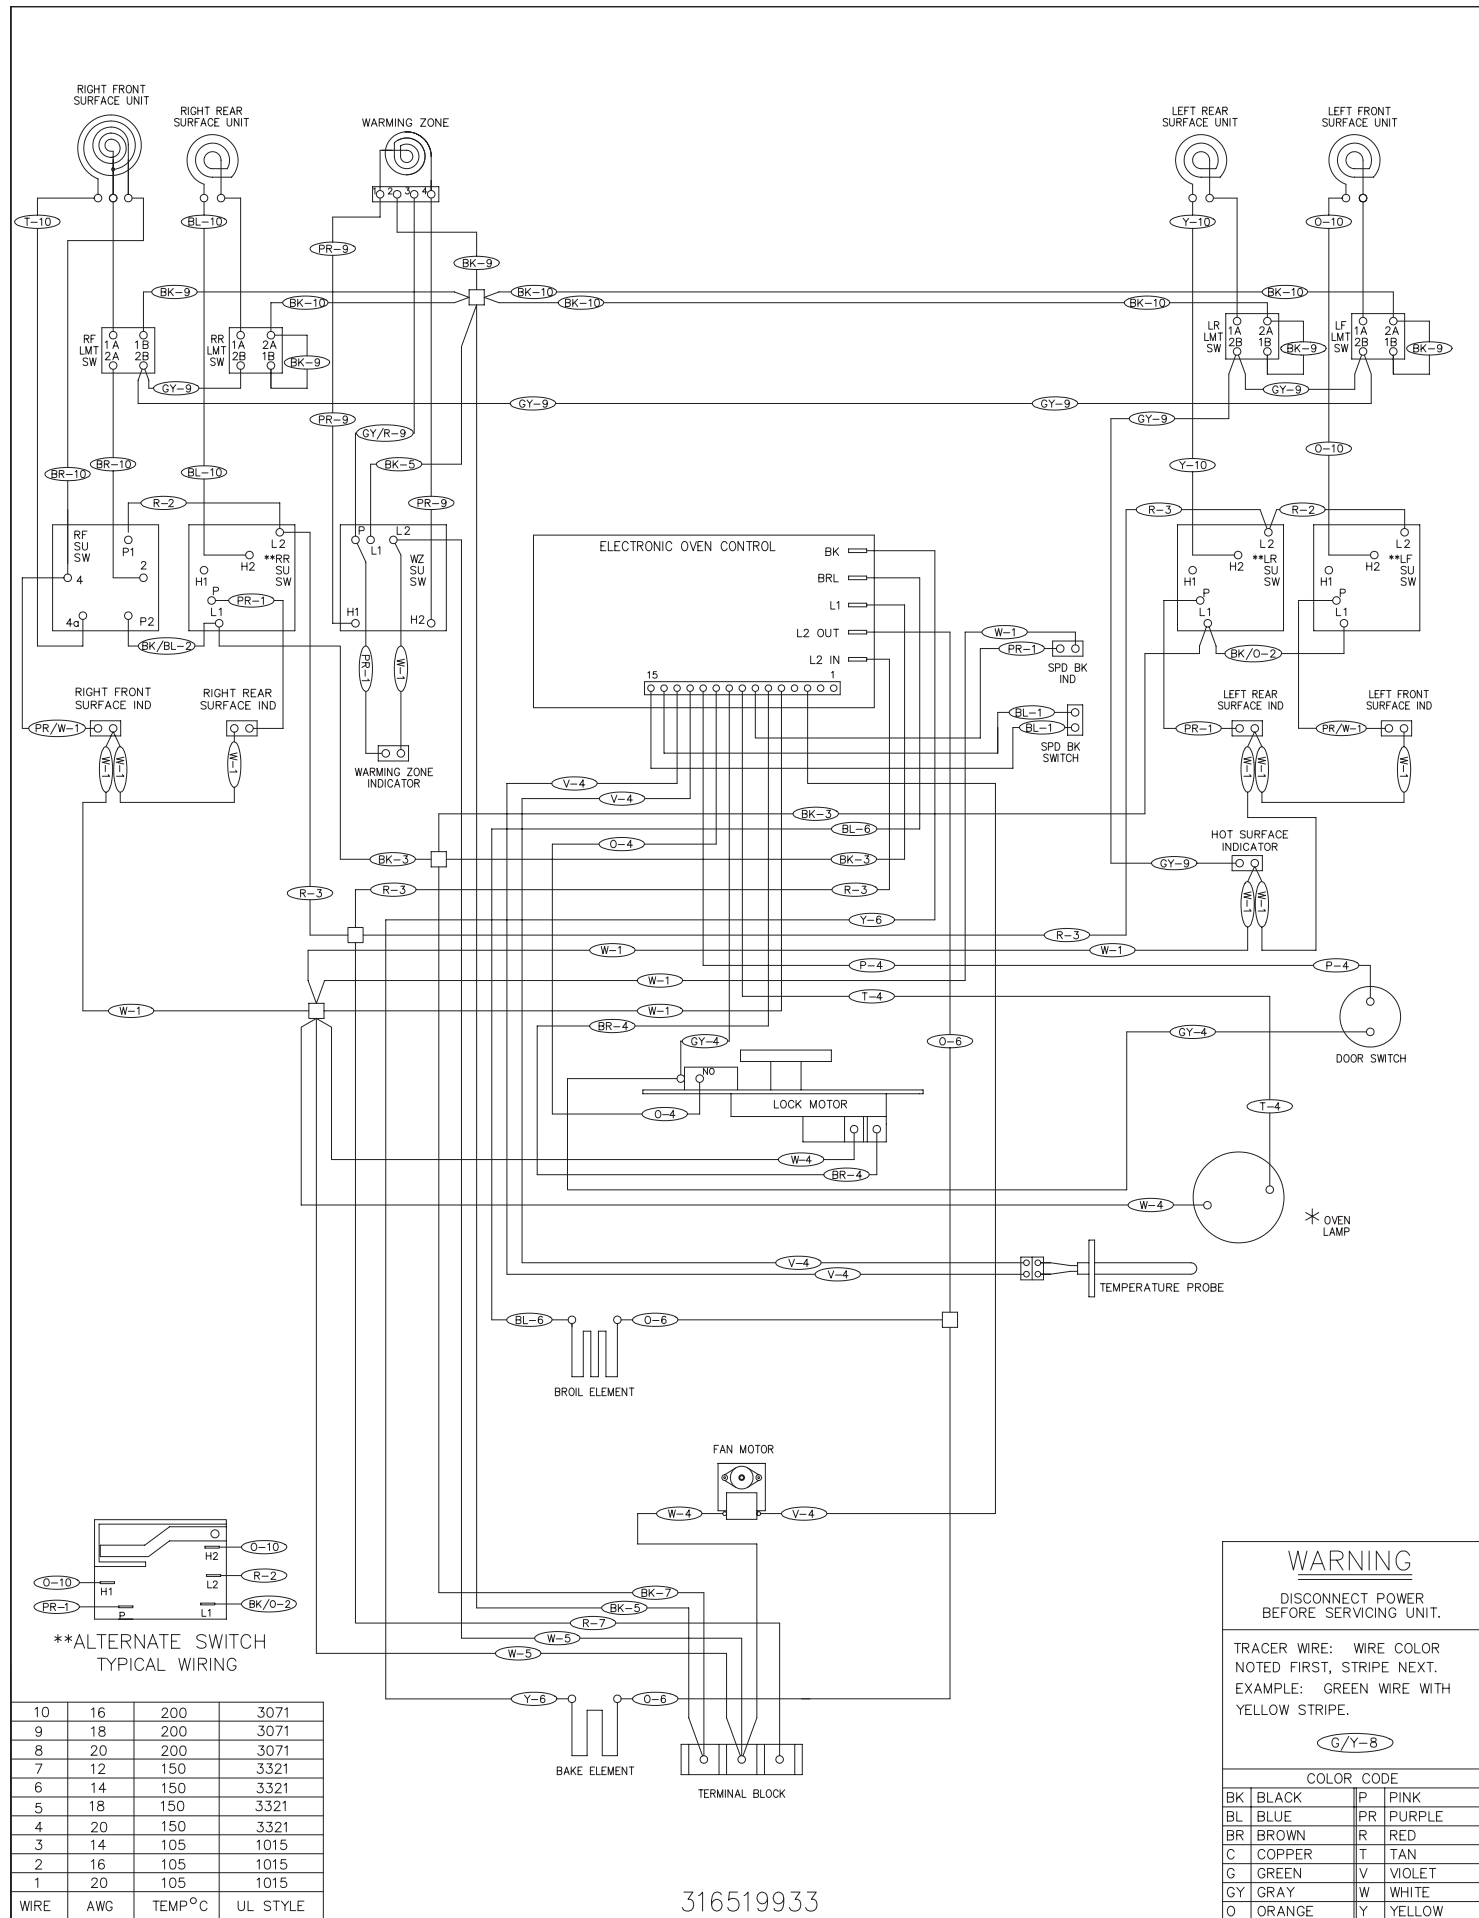 RIGHT FRONT
SURFACE UNIT
RIGHT REAR
SURFACE UNIT
WARMING ZONE
LEFT REAR
SURFACE UNIT
LEFT FRONT
SURFACE UNIT
1 2 3 4
T-10
BL-10
PR-9
BK-9
Y-10
O-10
BK-9
BK-10
BK-10
BK-10
BK-10
BK-10
RF
LMT
SW
1A 1B
2A 2B
RR
LMT
SW
1A 2A
2B 1B
BK-9
LR
LMT
SW
1A 2A
2B 1B
BK-9
LF
LMT
SW
1A 2A
2B 1B
BK-9
GY-9
GY-9
GY-9
GY-9
GY-9
PR-9
GY/R-9
BR-10
BR-10
BL-10
BK-5
PR-9
Y-10
O-10
R-2
R-3
R-2
RF
SU
SW
P1
2
4
4a
P2
L2
**RR
SU
SW
H2
H1
P
L1
PR-1
BK/BL-2
P
L1
L2
WZ
SU
SW
H1
H2
PR-1
W-1
ELECTRONIC OVEN CONTROL
BK
BRL
L1
L2 OUT
L2 IN
15
1
L2
**LR
SU
SW
H2
H1
P
L1
L2
**LF
SU
SW
H2
H1
P
L1
BK/O-2
W-1
PR-1
SPD BK
IND
BL-1
BL-1
SPD BK
SWITCH
RIGHT FRONT
SURFACE IND
RIGHT REAR
SURFACE IND
PR/W-1
W-1
W-1
W-1
WARMING ZONE
INDICATOR
LEFT REAR
SURFACE IND
LEFT FRONT
SURFACE IND
PR-1
PR/W-1
W-1
W-1
W-1
V-4
V-4
BK-3
BL-6
O-4
BK-3
BK-3
HOT SURFACE
INDICATOR
GY-9
W-1
W-1
R-3
R-3
R-3
Y-6
R-3
W-1
W-1
P-4
P-4
W-1
T-4
W-1
W-1
BR-4
GY-4
O-6
GY-4
DOOR SWITCH
NO
LOCK MOTOR
O-4
T-4
W-4
BR-4
W-4
OVEN
LAMP
V-4
V-4
TEMPERATURE PROBE
BL-6
O-6
BROIL ELEMENT
FAN MOTOR
W-4
V-4
H2
O-10
L2
R-2
L1
BK/O-2
O-10
H1
PR-1
P
**ALTERNATE SWITCH
TYPICAL WIRING
BK-7
BK-5
R-7
W-5
W-5
Y-6
O-6
BAKE ELEMENT
TERMINAL BLOCK
10 16 200 3071
9 18 200 3071
8 20 200 3071
7 12 150 3321
6 14 150 3321
5 18 150 3321
4 20 150 3321
3 14 105 1015
2 16 105 1015
1 20 105 1015
WIRE AWG TEMP°C UL STYLE
316519933
WARNING
DISCONNECT POWER
BEFORE SERVICING UNIT.
TRACER WIRE: WIRE COLOR
NOTED FIRST, STRIPE NEXT.
EXAMPLE: GREEN WIRE WITH
YELLOW STRIPE.
G/Y-8
COLOR CODE
BK BLACK P PINK
BL BLUE PR PURPLE
BR BROWN R RED
C COPPER T TAN
G GREEN V VIOLET
GY GRAY W WHITE
O ORANGE Y YELLOW